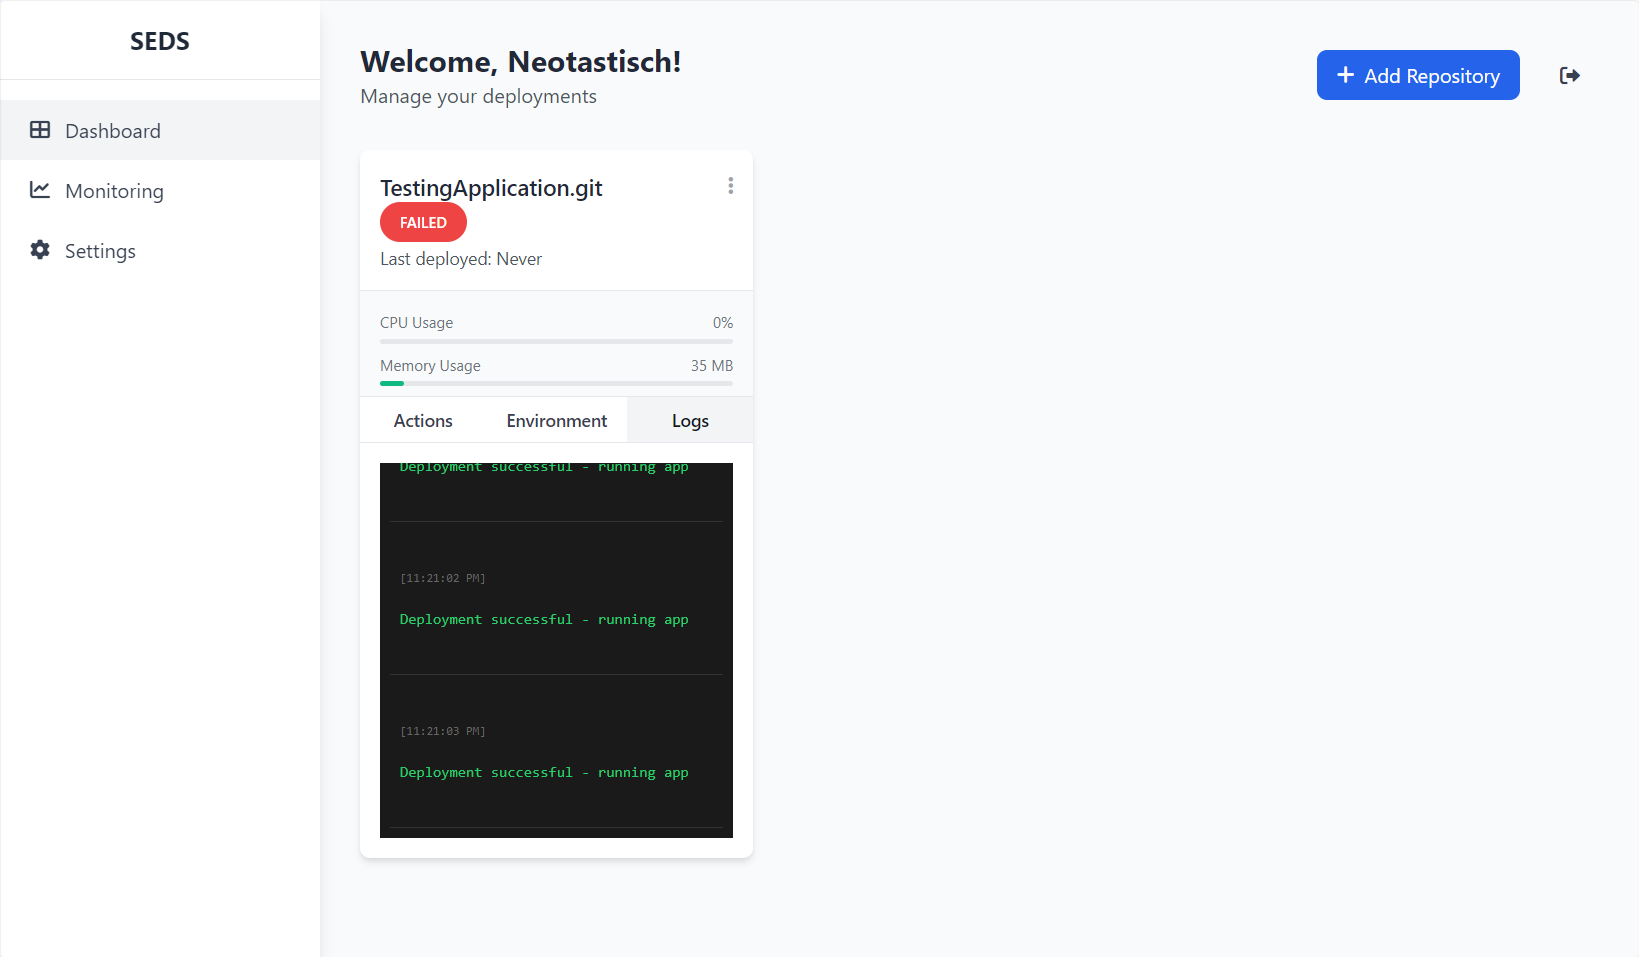 SEDS
Dashboard
Monitoring
Settings
Welcome, Neotastisch!
Manage your deployments
Add Repository
TestingApplication.git
FAILED
Last deployed: Never
CPU Usage 0%
Memory Usage 35 MB
Actions Environment Logs
Deployment successful - running app
[11:21:02 PM]
Deployment successful - running app
[11:21:03 PM]
Deployment successful - running app